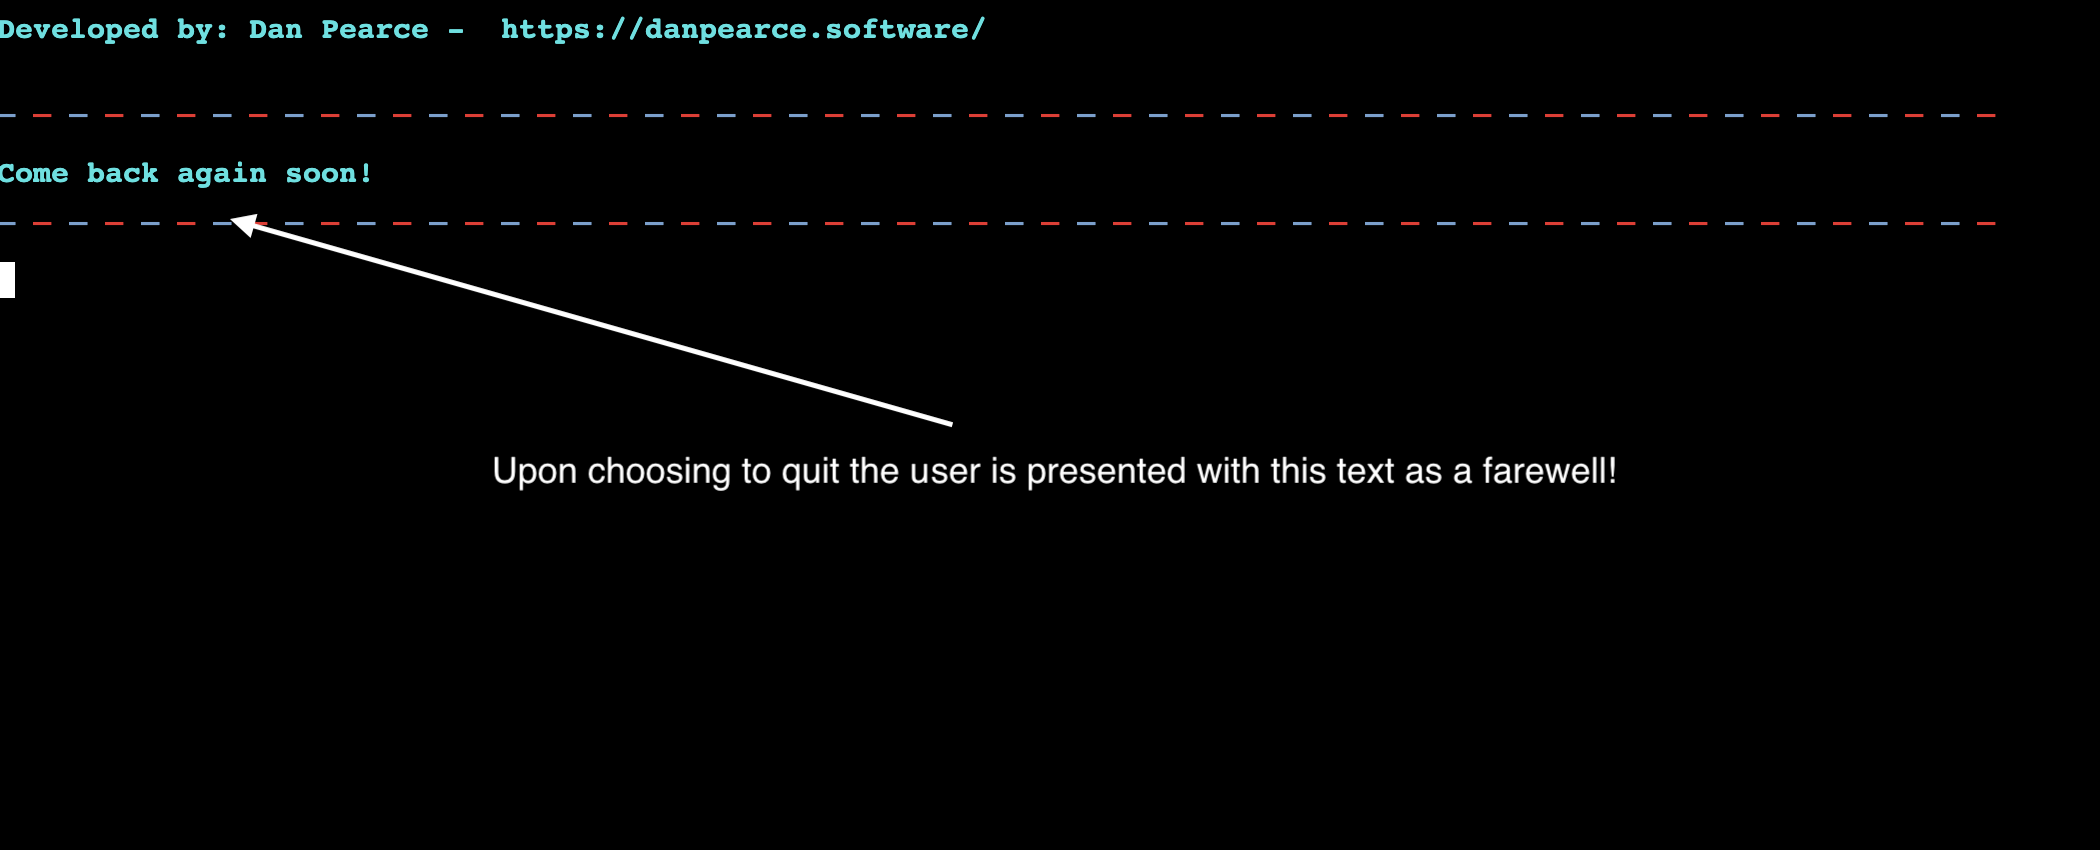 Developed by: Dan Pearce -  https://danpearce.software/
Come back again soon!
Upon choosing to quit the user is presented with this text as a farewell!